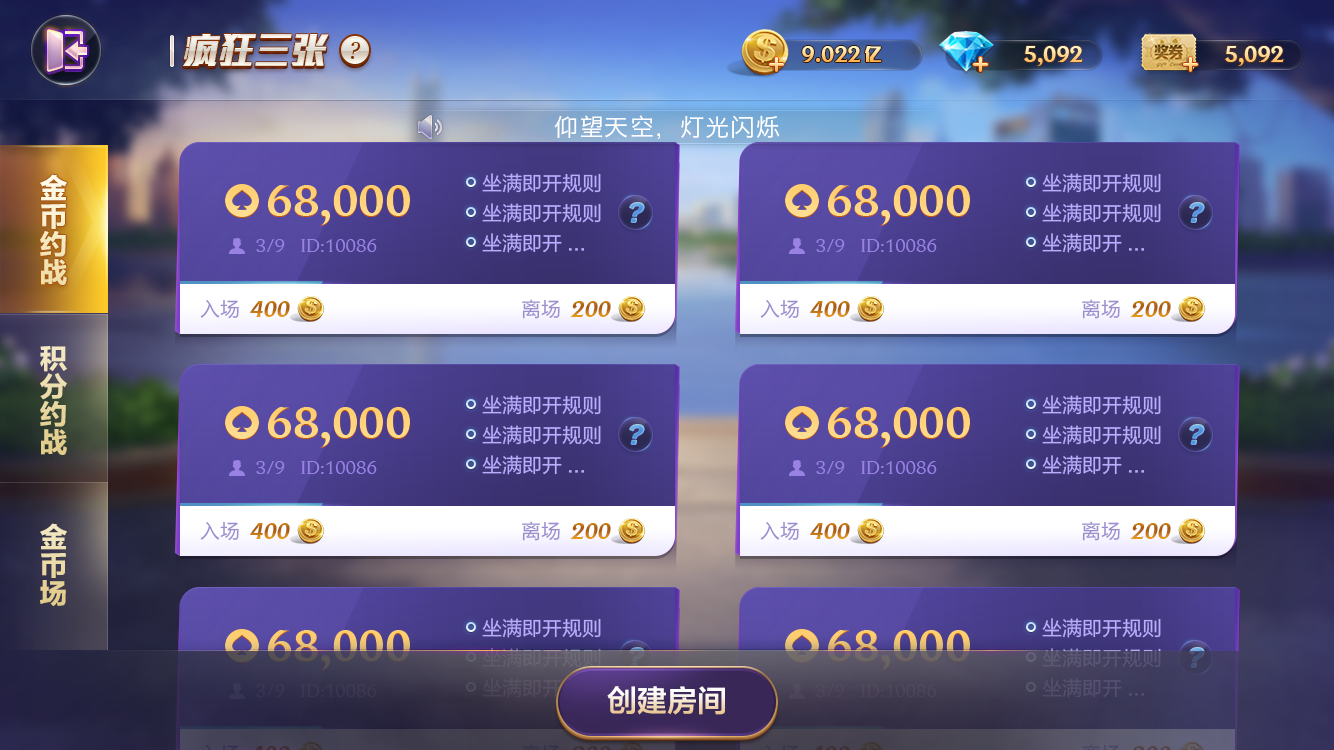 疯狂三张 ?
9.022亿
5,092
奖券
5,092
仰望天空，灯光闪烁
金币约战
积分约战
金币场
68,000
3/9 ID:10086
坐满即开规则
坐满即开规则
坐满即开 ...
?
入场 400
离场 200
68,000
3/9 ID:10086
坐满即开规则
坐满即开规则
坐满即开 ...
?
入场 400
离场 200
68,000
3/9 ID:10086
坐满即开规则
坐满即开规则
坐满即开 ...
?
入场 400
离场 200
68,000
3/9 ID:10086
坐满即开规则
坐满即开规则
坐满即开 ...
?
入场 400
离场 200
68,000
3/9 ID:10086
坐满即开规则
坐满即开规则
坐满即开
?
68,000
3/9 ID:10086
坐满即开规则
坐满即开规则
坐满即开 ...
?
创建房间